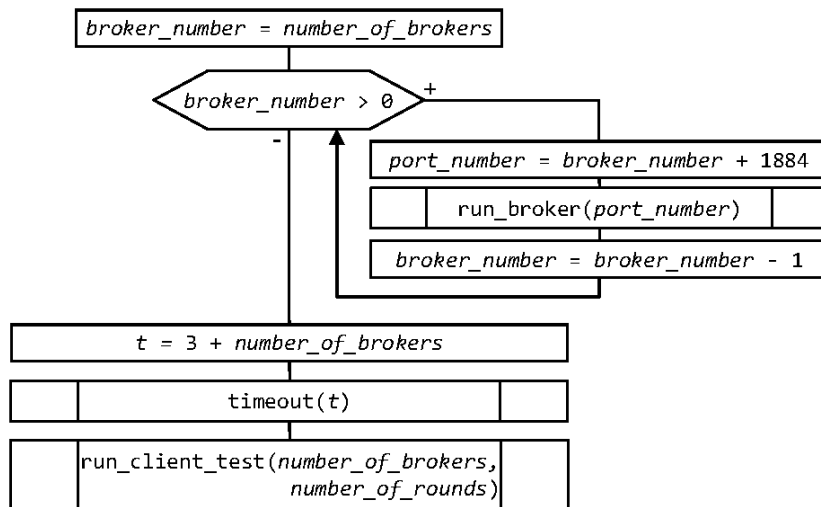 broker_number = number_of_brokers
broker_number > 0
+
-
port_number = broker_number + 1884
run_broker(port_number)
broker_number = broker_number - 1
t = 3 + number_of_brokers
timeout(t)
run_client_test(number_of_brokers,
number_of_rounds)